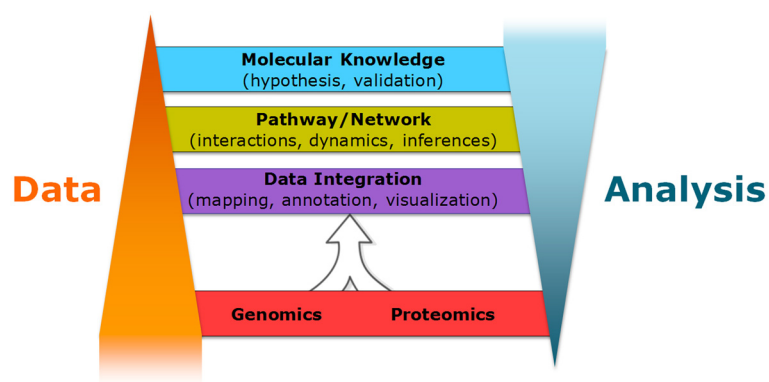 Molecular Knowledge
(hypothesis, validation)
Pathway/Network
(interactions, dynamics, inferences)
Data
Data Integration
(mapping, annotation, visualization)
Analysis
Genomics
Proteomics